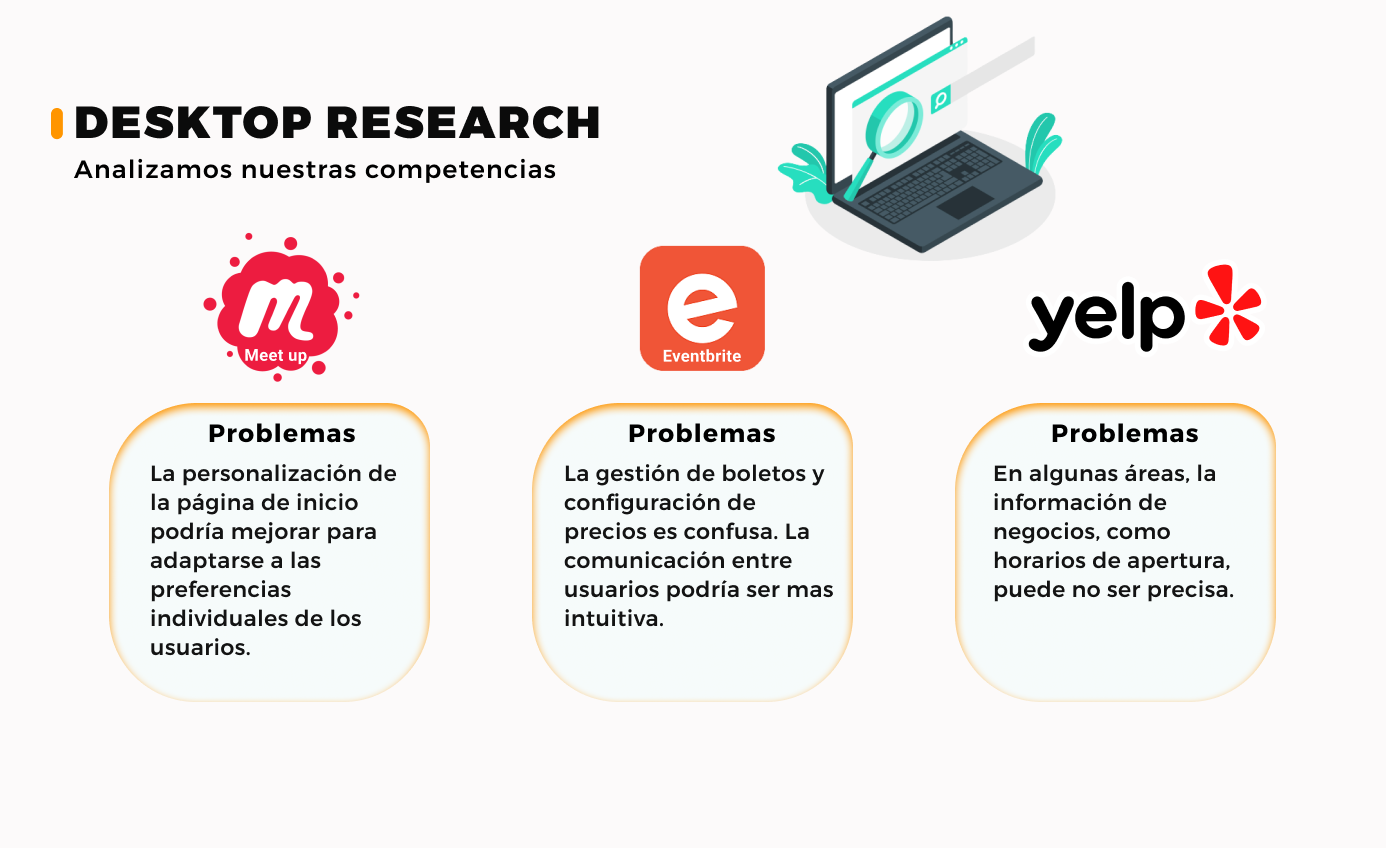 DESKTOP RESEARCH
Analizamos nuestras competencias
Meet up
Eventbrite
yelp
Problemas
La personalización de
la página de inicio
podría mejorar para
adaptarse a las
preferencias
individuales de los
usuarios.
Problemas
La gestión de boletos y
configuración de
precios es confusa. La
comunicación entre
usuarios podría ser mas
intuitiva.
Problemas
En algunas áreas, la
información de
negocios, como
horarios de apertura,
puede no ser precisa.